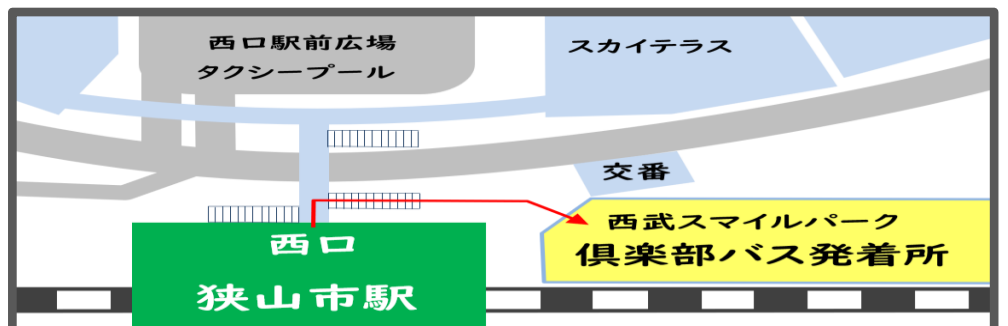 西口駅前広場
タクシープール
スカイテラス
交番
西武スマイルパーク
倶楽部バス発着所
西口
狭山市駅